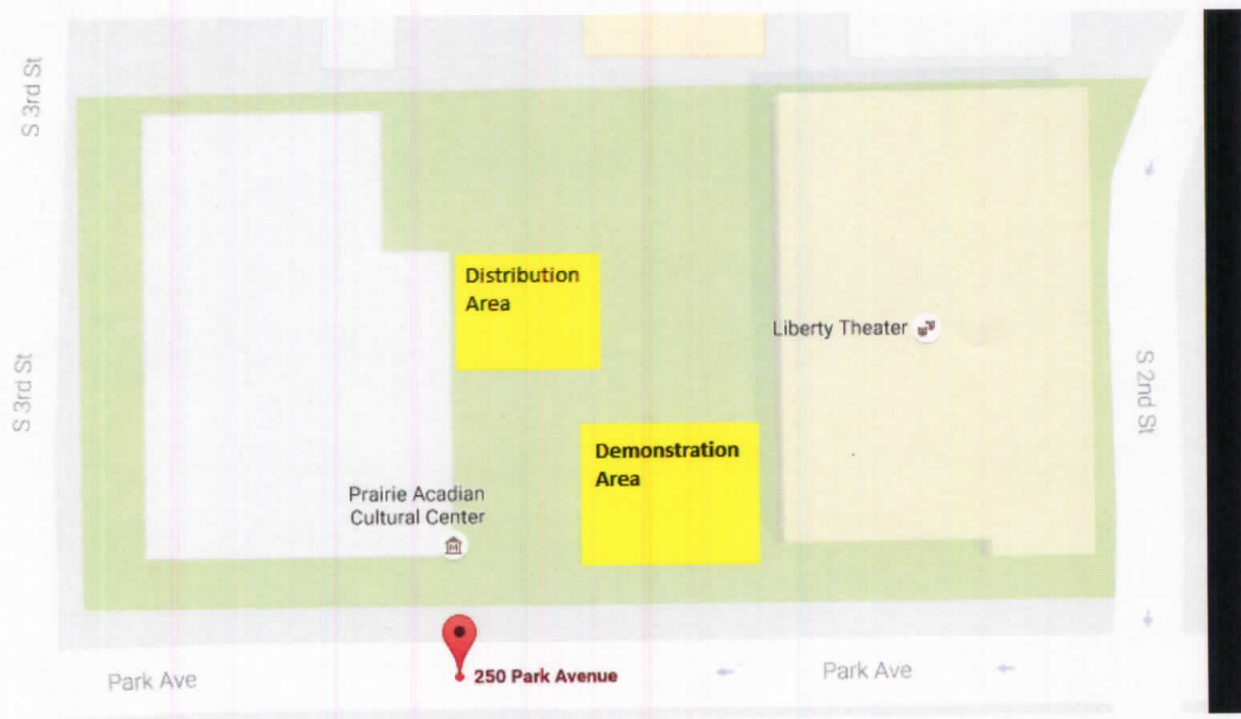 S 3rd St
Distribution
Area
Liberty Theater
S 3rd St
S 2nd St
Demonstration
Area
Prairie Acadian
Cultural Center
M
250 Park Avenue
Park Ave
Park Ave